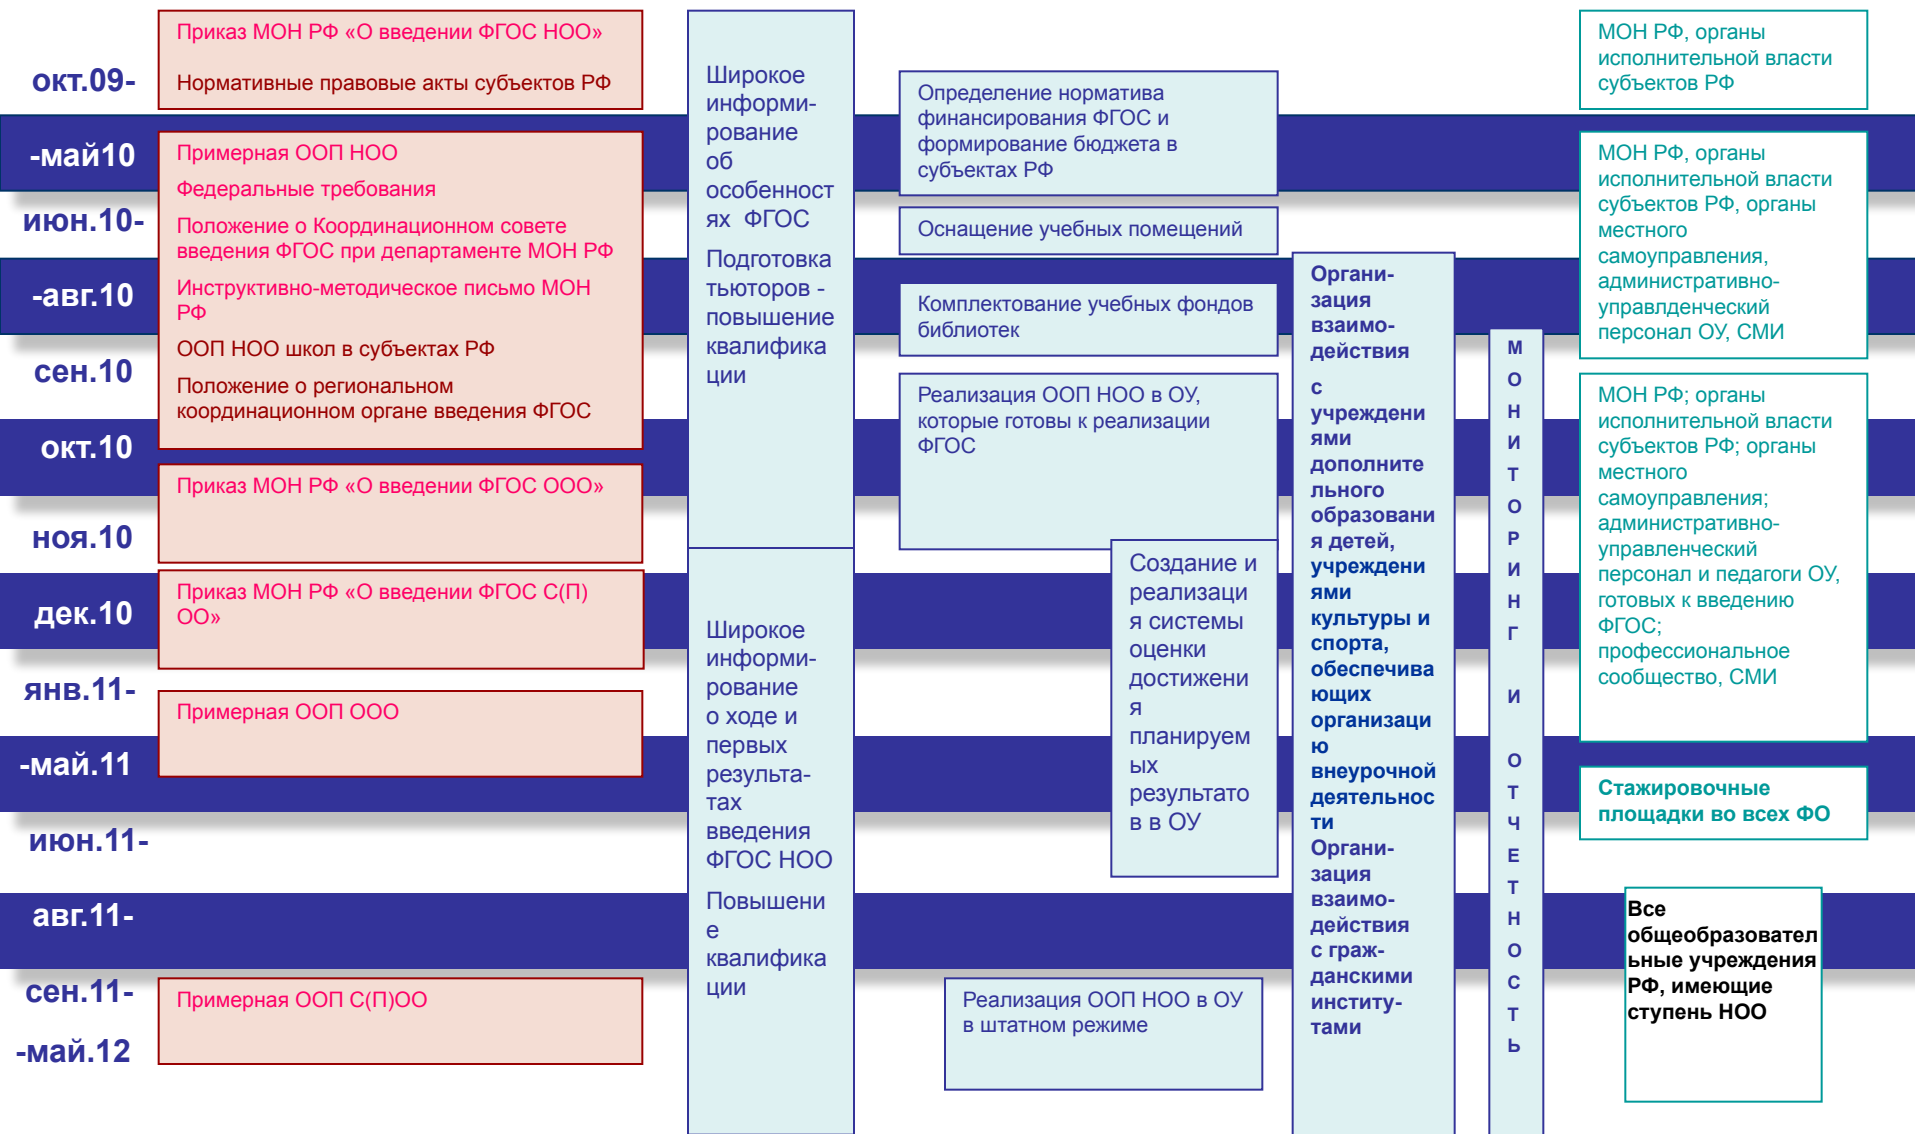 окт.09-
-май10
июн.10-
-авг.10
сен.10
окт.10
ноя.10
дек.10
янв.11-
-май.11
июн.11-
авг.11-
сен.11-
-май.12
Приказ МОН РФ «О введении ФГОС НОО»
Нормативные правовые акты субъектов РФ
Примерная ООП НОО
Федеральные требования
Положение о Координационном совете
введения ФГОС при департаменте МОН РФ
Инструктивно-методическое письмо МОН
РФ
ООП НОО школ в субъектах РФ
Положение о региональном
координационном органе введения ФГОС
Приказ МОН РФ «О введении ФГОС ООО»
Приказ МОН РФ «О введении ФГОС С(П)
ОО»
Примерная ООП ООО
Примерная ООП С(П)ОО
Широкое
информи-
рование
об
особенност
ях ФГОС
Подготовка
тьюторов -
повышение
квалифика
ции
Широкое
информи-
рование
о ходе и
первых
результа-
тах
введения
ФГОС НОО
Повышени
е
квалифика
ции
Определение норматива
финансирования ФГОС и
формирование бюджета в
субъектах РФ
Оснащение учебных помещений
Комплектование учебных фондов
библиотек
Реализация ООП НОО в ОУ,
которые готовы к реализации
ФГОС
Создание и
реализаци
я системы
оценки
достижени
я
планируем
ых
результато
в в ОУ
Реализация ООП НОО в ОУ
в штатном режиме
Органи-
зация
взаимо-
действия
с
учреждени
ями
дополните
льного
образовани
я детей,
учреждени
ями
культуры и
спорта,
обеспечива
ющих
организаци
ю
внеурочной
деятельнос
ти
Органи-
зация
взаимо-
действия
с граж-
данскими
институ-
тами
М
О
Н
И
Т
О
Р
И
Н
Г
И
О
Т
Ч
Е
Т
Н
О
С
Т
Ь
МОН РФ, органы
исполнительной власти
субъектов РФ
МОН РФ, органы
исполнительной власти
субъектов РФ, органы
местного
самоуправления,
административно-
управлденческий
персонал ОУ, СМИ
МОН РФ; органы
исполнительной власти
субъектов РФ; органы
местного
самоуправления;
административно-
управленческий
персонал и педагоги ОУ,
готовых к введению
ФГОС;
профессиональное
сообщество, СМИ
Стажировочные
площадки во всех ФО
Все
общеобразовател
ьные учреждения
РФ, имеющие
ступень НОО